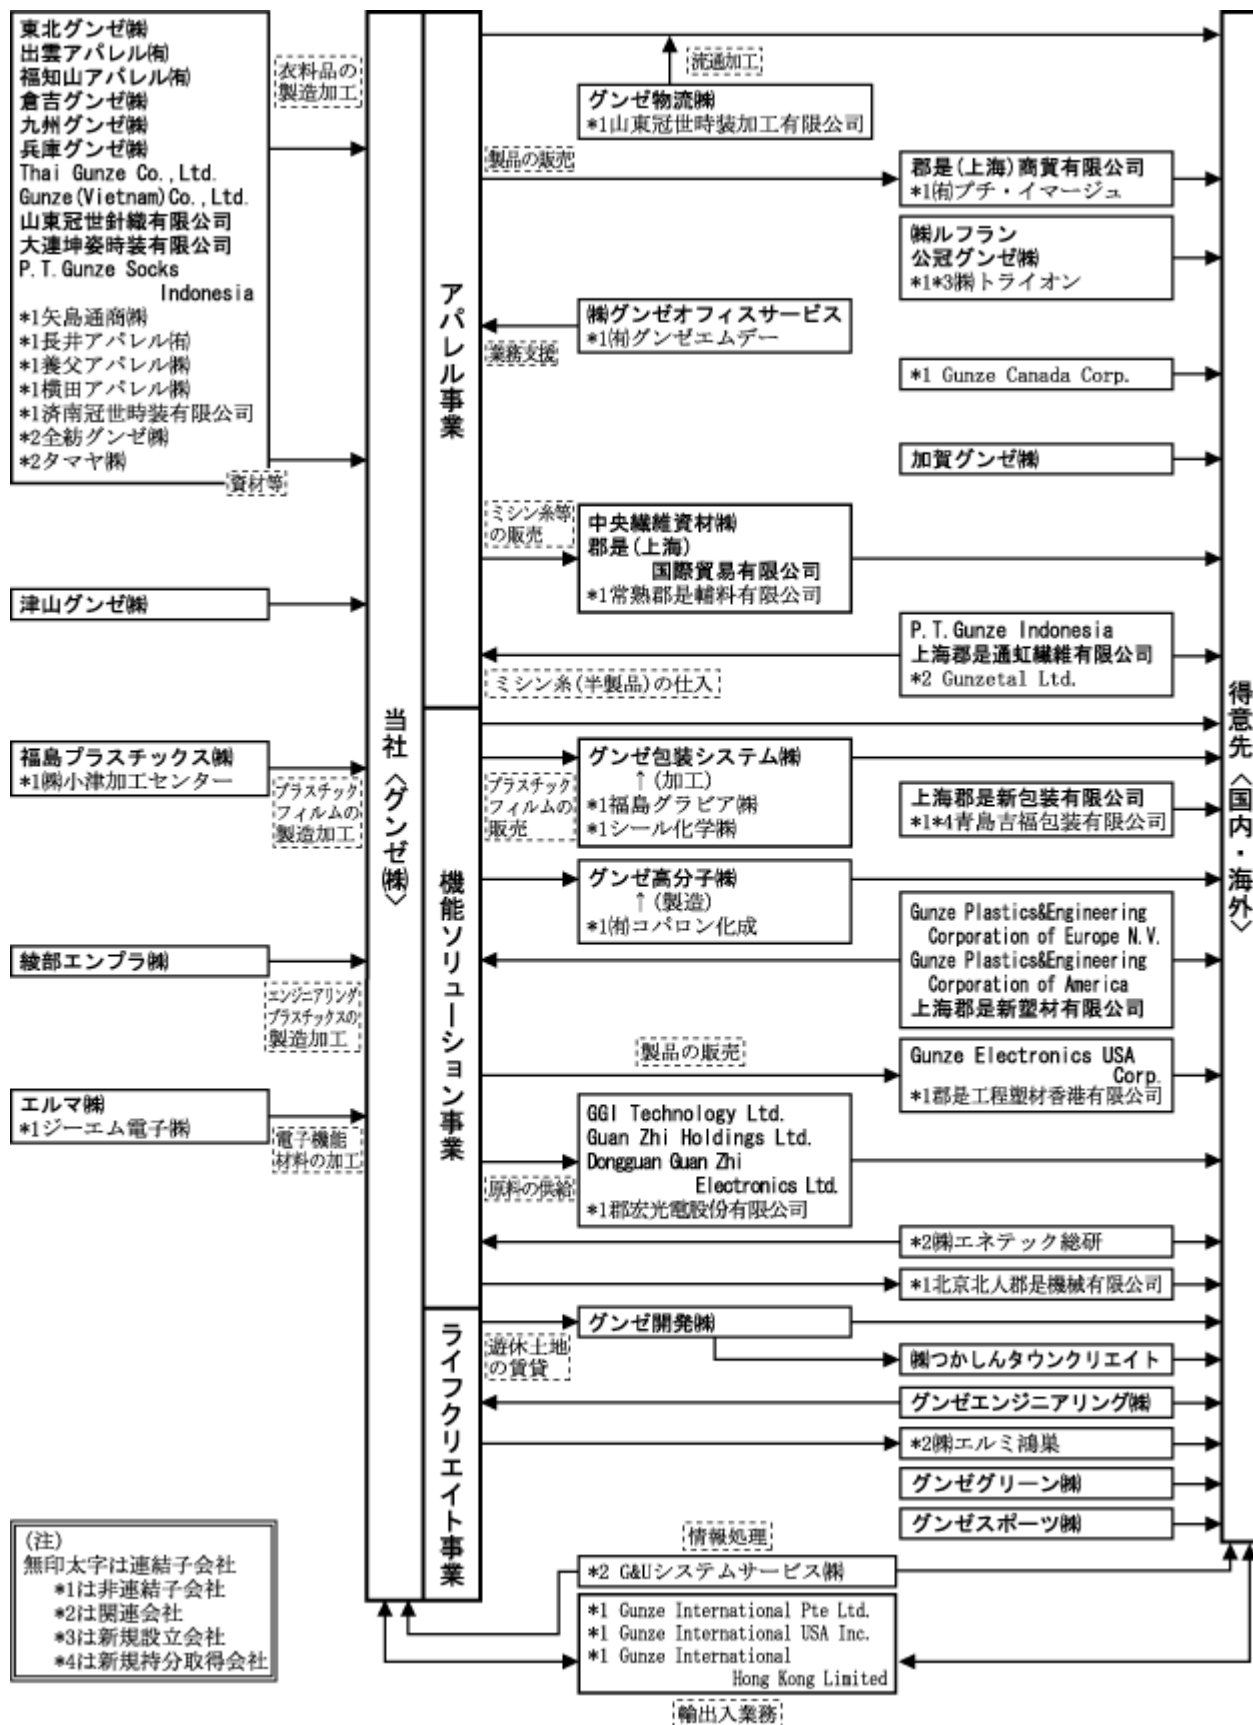 東北グンゼ㈱
出雲アパレル㈲
福知山アパレル㈲
倉吉グンゼ㈱
九州グンゼ㈱
兵庫グンゼ㈱
Thai Gunze Co.,Ltd.
Gunze(Vietnam)Co.,Ltd.
山東冠世針織有限公司
大連坤姿時装有限公司
P.T.Gunze Socks
Indonesia
*1矢島通商㈱
*1長井アパレル㈲
*1養父アパレル㈱
*1横田アパレル㈱
*1済南冠世時装有限公司
*2全紡グンゼ㈱
*2タマヤ㈱
衣料品の
製造加工
資材等
津山グンゼ㈱
福島プラスチックス㈱
*1㈱小津加工センター
プラスチック
フィルムの
製造加工
綾部エンプラ㈱
エンジニアリング
プラスチックスの
製造加工
エルマ㈱
*1ジーエム電子㈱
電子機能
材料の加工
(注)
無印太字は連結子会社
*1は非連結子会社
*2は関連会社
*3は新規設立会社
*4は新規持分取得会社
当社〈グンゼ㈱〉
アパレル事業
流通加工
グンゼ物流㈱
*1山東冠世時装加工有限公司
製品の販売
郡是(上海)商貿有限公司
*1㈲プチ・イマージュ
㈱ルフラン
公冠グンゼ㈱
*1*3㈱トライオン
㈱グンゼオフィスサービス
*1㈲グンゼエムデー
業務支援
*1 Gunze Canada Corp.
加賀グンゼ㈱
ミシン糸等
の販売
中央繊維資材㈱
郡是(上海)
国際貿易有限公司
*1常熟郡是輔料有限公司
P.T.Gunze Indonesia
上海郡是通虹繊維有限公司
*2 Gunzetal Ltd.
ミシン糸(半製品)の仕入
機能ソリューション事業
グンゼ包装システム㈱
↑(加工)
*1福島グラビア㈱
*1シール化学㈱
プラスチック
フィルムの
販売
上海郡是新包装有限公司
*1*4青島吉福包装有限公司
グンゼ高分子㈱
↑(製造)
*1㈲コパロン化成
Gunze Plastics&Engineering
Corporation of Europe N.V.
Gunze Plastics&Engineering
Corporation of America
上海郡是新塑材有限公司
製品の販売
Gunze Electronics USA
Corp.
*1郡是工程塑材香港有限公司
GGI Technology Ltd.
Guan Zhi Holdings Ltd.
Dongguan Guan Zhi
Electronics Ltd.
*1郡宏光電股份有限公司
原料の供給
*2㈱エネテック総研
*1北京北人郡是機械有限公司
ライフクリエイト事業
グンゼ開発㈱
遊休土地
の賃貸
㈱つかしんタウンクリエイト
グンゼエンジニアリング㈱
*2㈱エルミ鴻巣
グンゼグリーン㈱
グンゼスポーツ㈱
情報処理
*2 G&Uシステムサービス㈱
*1 Gunze International Pte Ltd.
*1 Gunze International USA Inc.
*1 Gunze International
Hong Kong Limited
輸出入業務
得意先〈国内・海外〉